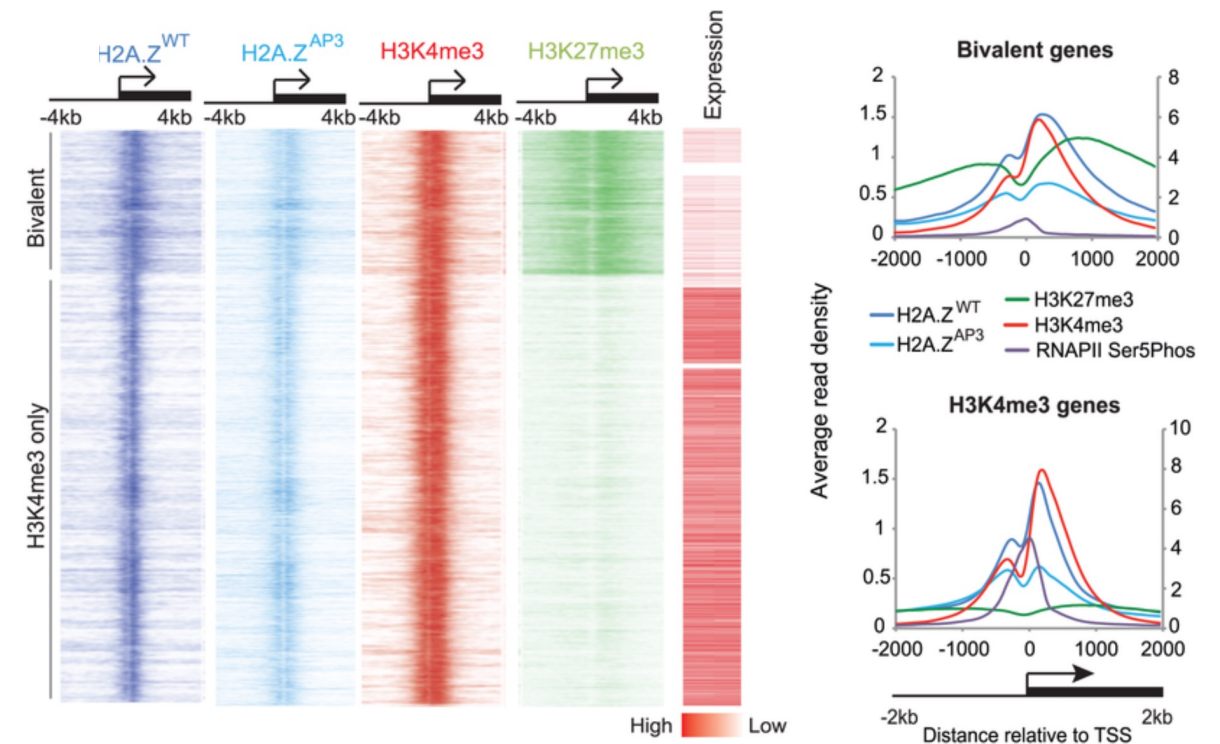 H2A.Z^WT H2A.Z^AP3 H3K4me3 H3K27me3 Expression
-4kb 4kb -4kb 4kb -4kb 4kb -4kb 4kb
Bivalent
H3K4me3 only
High Low
Bivalent genes
2 8
1.5 6
1 4
0.5 2
0 0
-2000 -1000 0 1000 2000
Average read density
H2A.Z^WT H3K27me3
H2A.Z^AP3 H3K4me3
RNAPII Ser5Phos
H3K4me3 genes
2 10
1.5 8
6
1
4
0.5 2
0 0
-2000 -1000 0 1000 2000
-2kb 2kb
Distance relative to TSS